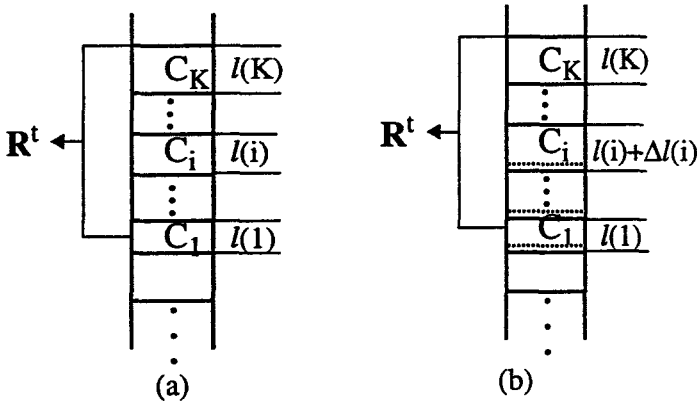 C_K l(K)
R^t
C_i l(i)
C_1 l(1)
(a)
C_K l(K)
R^t
C_i l(i)+Δl(i)
C_1 l(1)
(b)